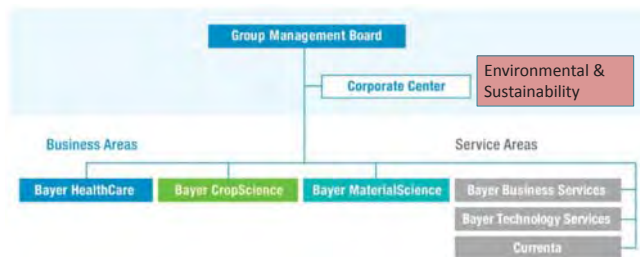 Group Management Board
Corporate Center
Environmental &
Sustainability
Business Areas
Service Areas
Bayer HealthCare
Bayer CropScience
Bayer MaterialScience
Bayer Business Services
Bayer Technology Services
Currenta